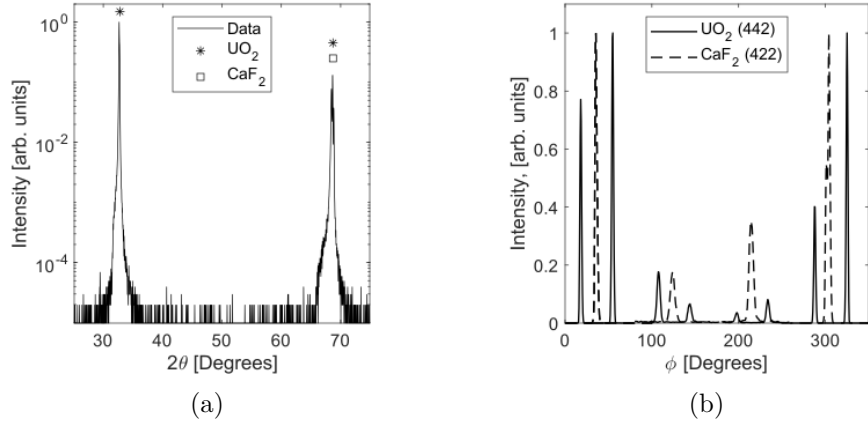 10^0
10^-2
10^-4
Intensity [arb. units]
30 40 50 60 70
2θ [Degrees]
Data
UO2
CaF2
(a)
1
0.8
0.6
0.4
0.2
0
Intensity, [arb. units]
0 100 200 300
ϕ [Degrees]
UO2 (442)
CaF2 (422)
(b)